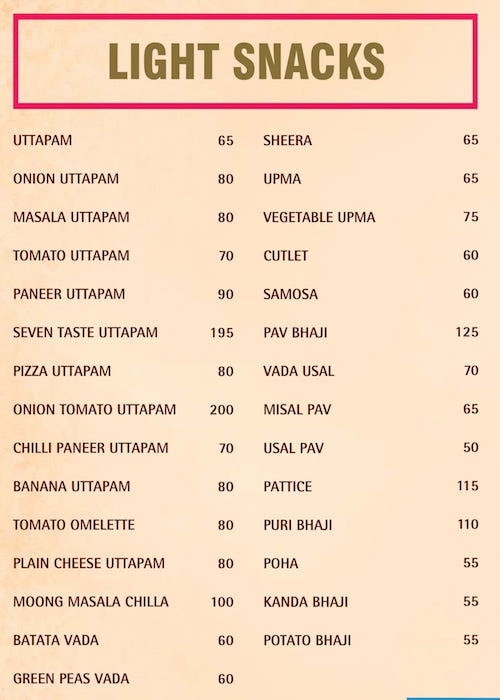 LIGHT SNACKS
UTTAPAM 65
ONION UTTAPAM 80
MASALA UTTAPAM 80
TOMATO UTTAPAM 70
PANEER UTTAPAM 90
SEVEN TASTE UTTAPAM 195
PIZZA UTTAPAM 80
ONION TOMATO UTTAPAM 200
CHILLI PANEER UTTAPAM 70
BANANA UTTAPAM 80
TOMATO OMELETTE 80
PLAIN CHEESE UTTAPAM 80
MOONG MASALA CHILLA 100
BATATA VADA 60
GREEN PEAS VADA 60
SHEERA 65
UPMA 65
VEGETABLE UPMA 75
CUTLET 60
SAMOSA 60
PAV BHAJI 125
VADA USAL 70
MISAL PAV 65
USAL PAV 50
PATTICE 115
PURI BHAJI 110
POHA 55
KANDA BHAJI 55
POTATO BHAJI 55